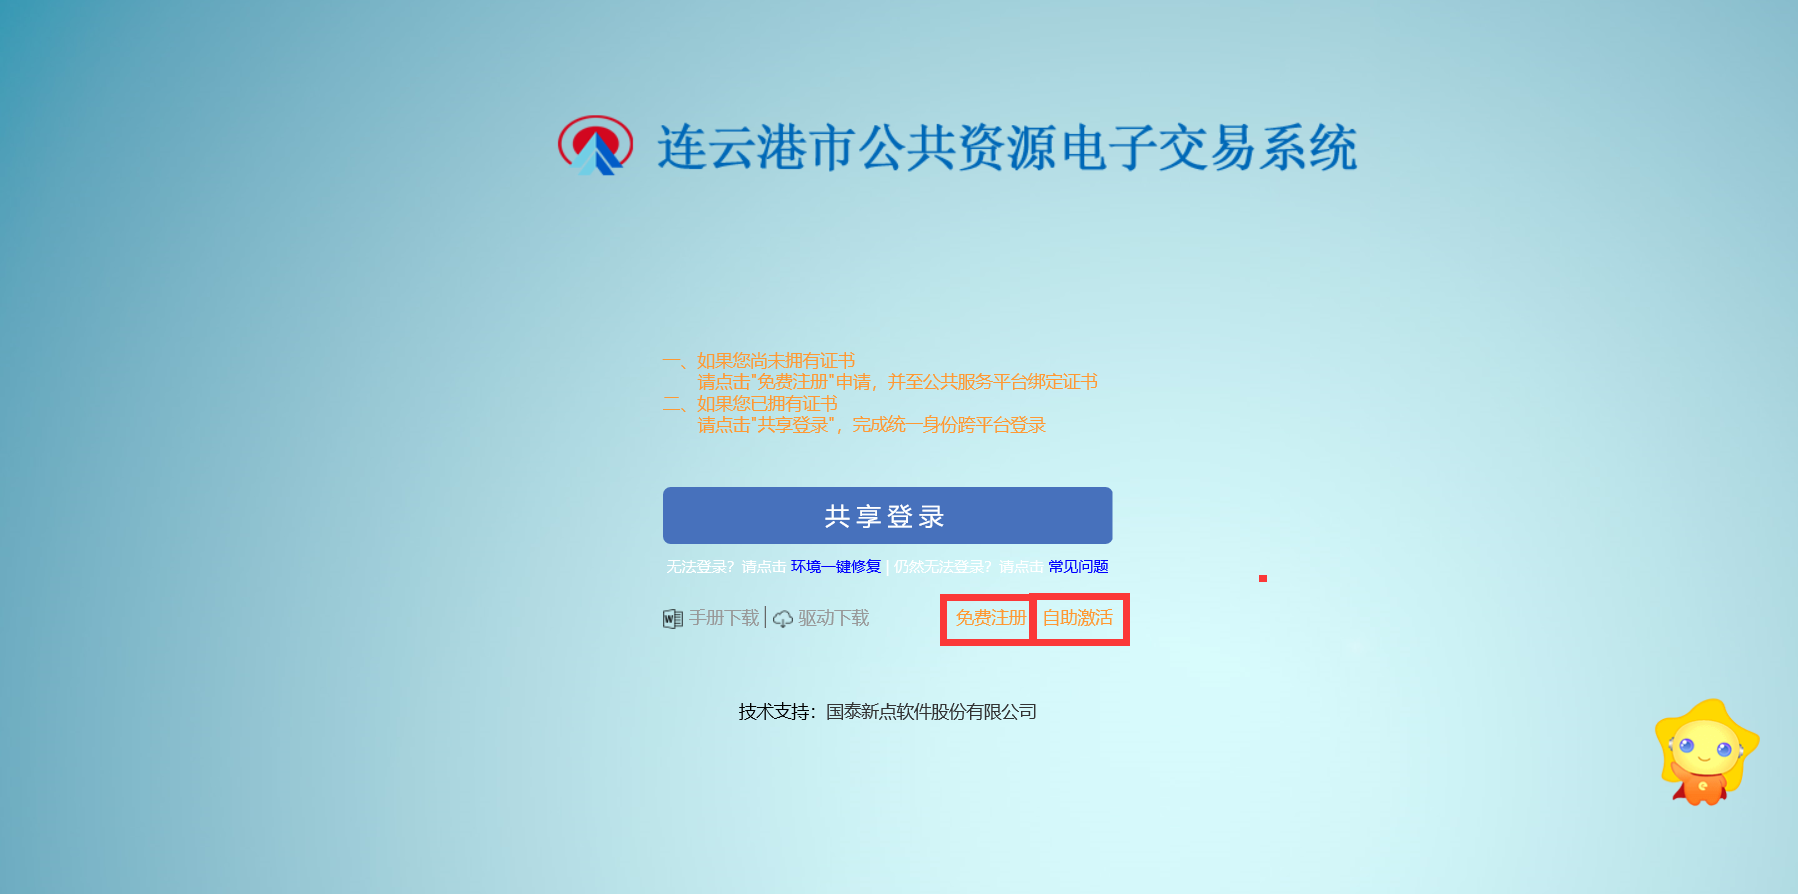 连云港市公共资源电子交易系统
一、如果您尚未拥有证书
请点击"免费注册"申请，并至公共服务平台绑定证书
二、如果您已拥有证书
请点击"共享登录"，完成统一身份跨平台登录
共享登录
无法登录？请点击 环境一键修复 | 仍然无法登录？请点击 常见问题
手册下载 | 驱动下载 免费注册 自助激活
技术支持：国泰新点软件股份有限公司